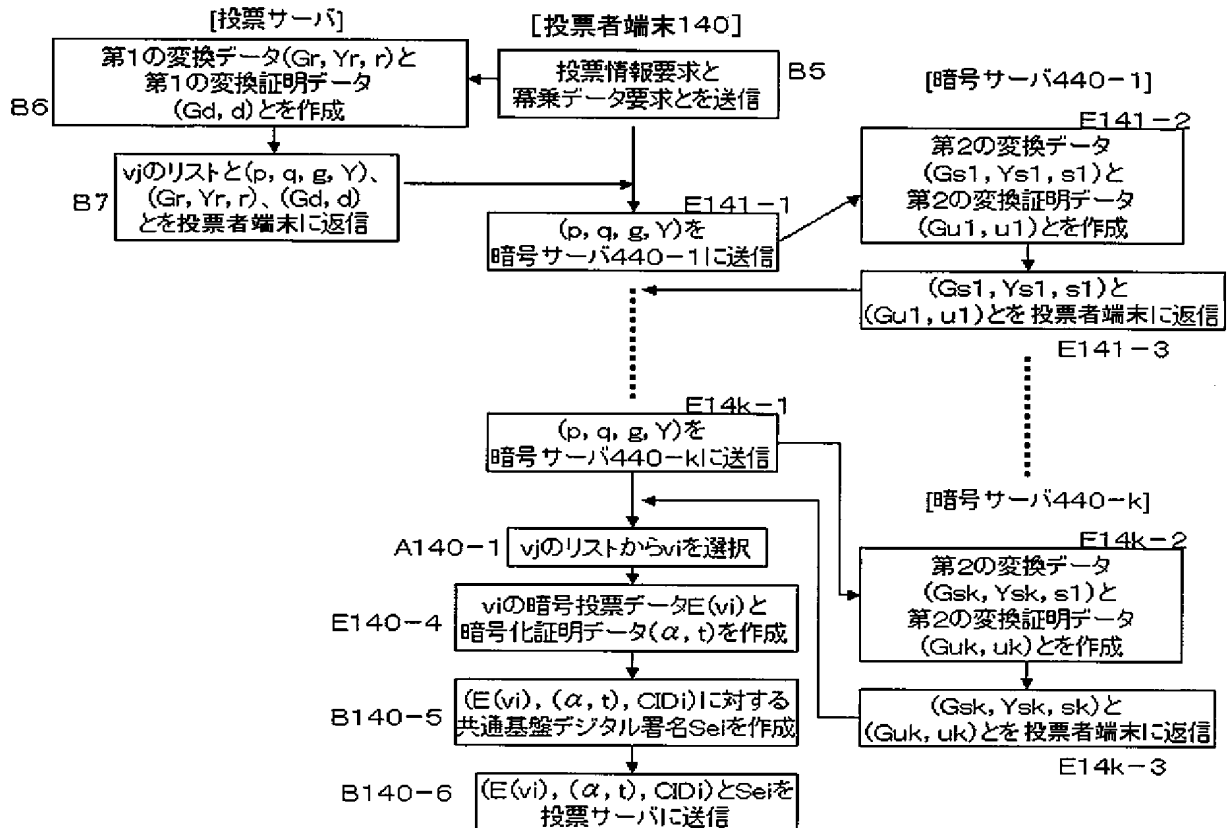 [投票サーバ]
第1の変換データ(Gr, Yr, r)と
第1の変換証明データ
(Gd, d)とを作成
B6
vjのリストと(p, q, g, Y)、
(Gr, Yr, r)、(Gd, d)
とを投票者端末に返信
B7
[投票者端末140]
投票情報要求と
冪乗データ要求とを送信
B5
E141-1
(p, q, g, Y)を
暗号サーバ440-1に送信
[暗号サーバ440-1]
E141-2
第2の変換データ
(Gs1, Ys1, s1)と
第2の変換証明データ
(Gu1, u1)とを作成
(Gs1, Ys1, s1)と
(Gu1, u1)とを投票者端末に返信
E141-3
E14k-1
(p, q, g, Y)を
暗号サーバ440-kに送信
[暗号サーバ440-k]
E14k-2
第2の変換データ
(Gsk, Ysk, s1)と
第2の変換証明データ
(Guk, uk)とを作成
(Gsk, Ysk, sk)と
(Guk, uk)とを投票者端末に返信
E14k-3
A140-1
vjのリストからviを選択
E140-4
viの暗号投票データE(vi)と
暗号化証明データ(α, t)を作成
B140-5
(E(vi), (α, t), CIDi)に対する
共通基盤デジタル署名Seiを作成
B140-6
(E(vi), (α, t), CIDi)とSeiを
投票サーバに送信